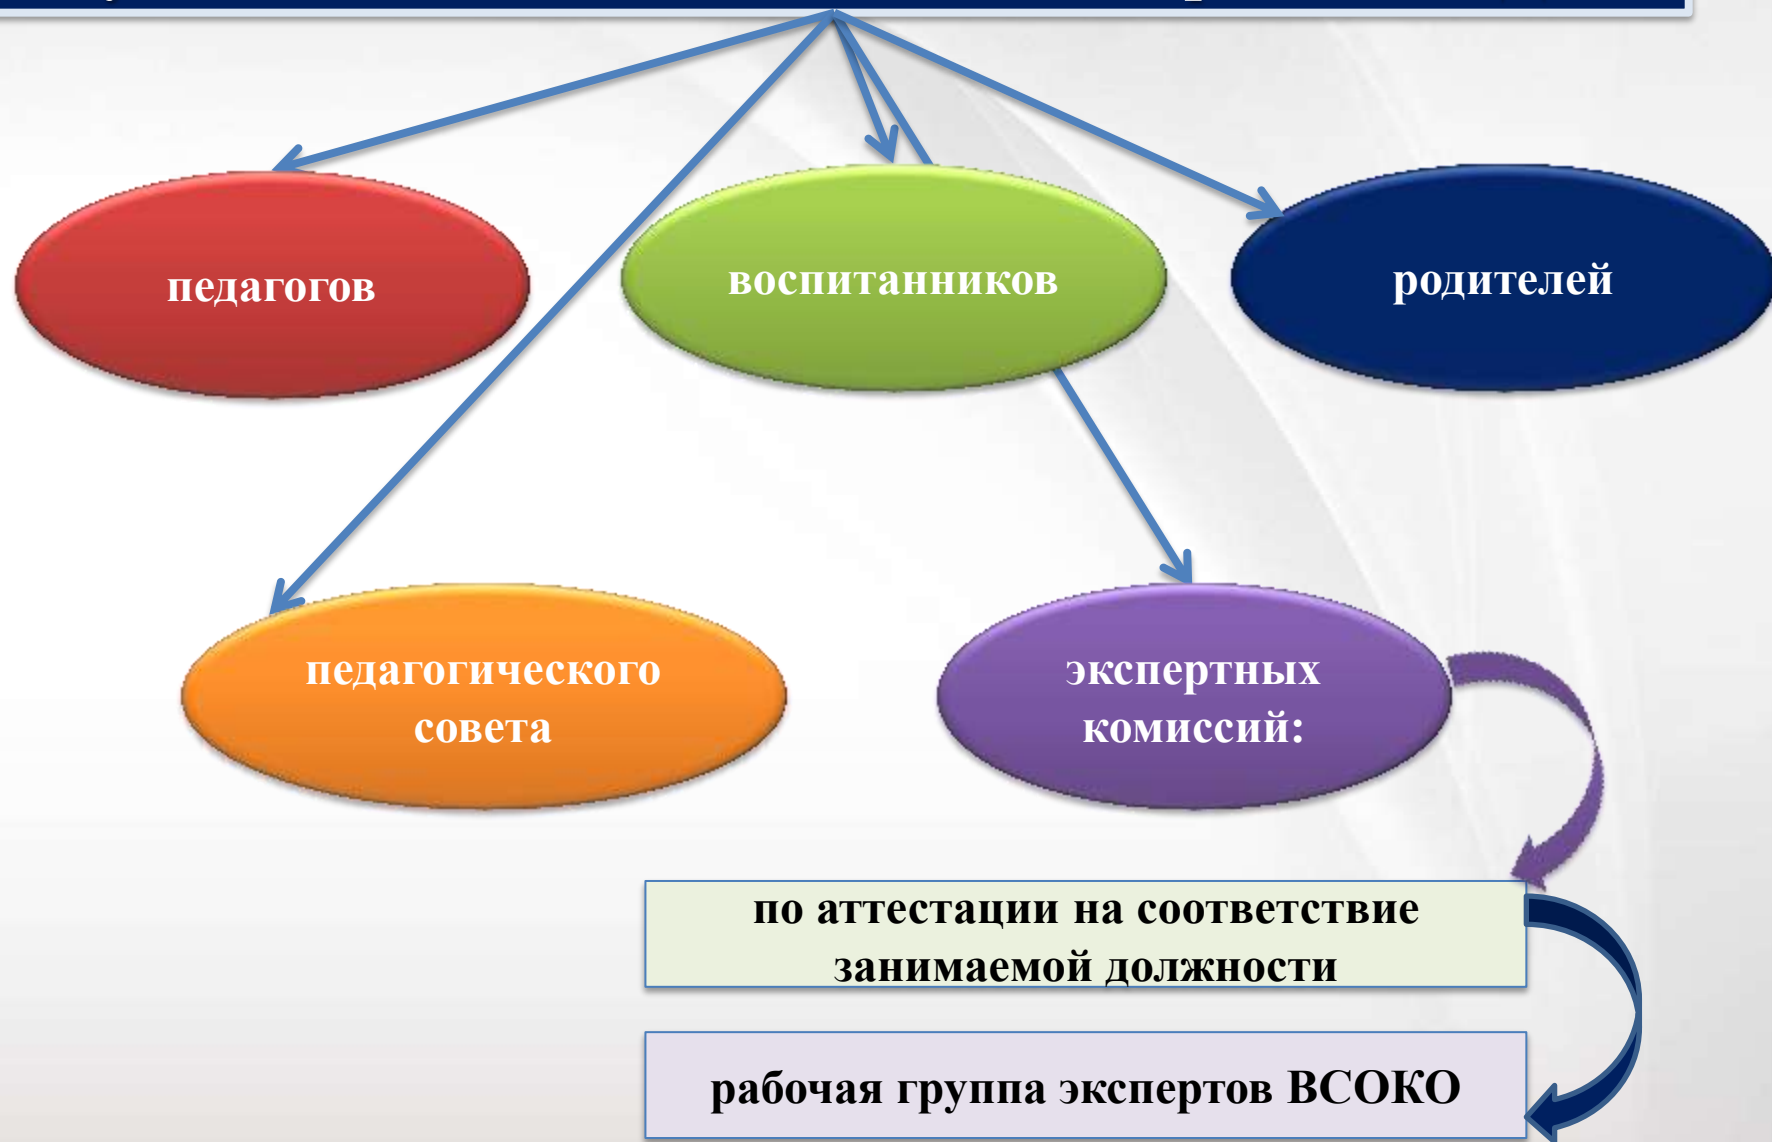 педагогов
воспитанников
родителей
педагогического
совета
экспертных
комиссий:
по аттестации на соответствие
занимаемой должности
рабочая группа экспертов ВСОКО